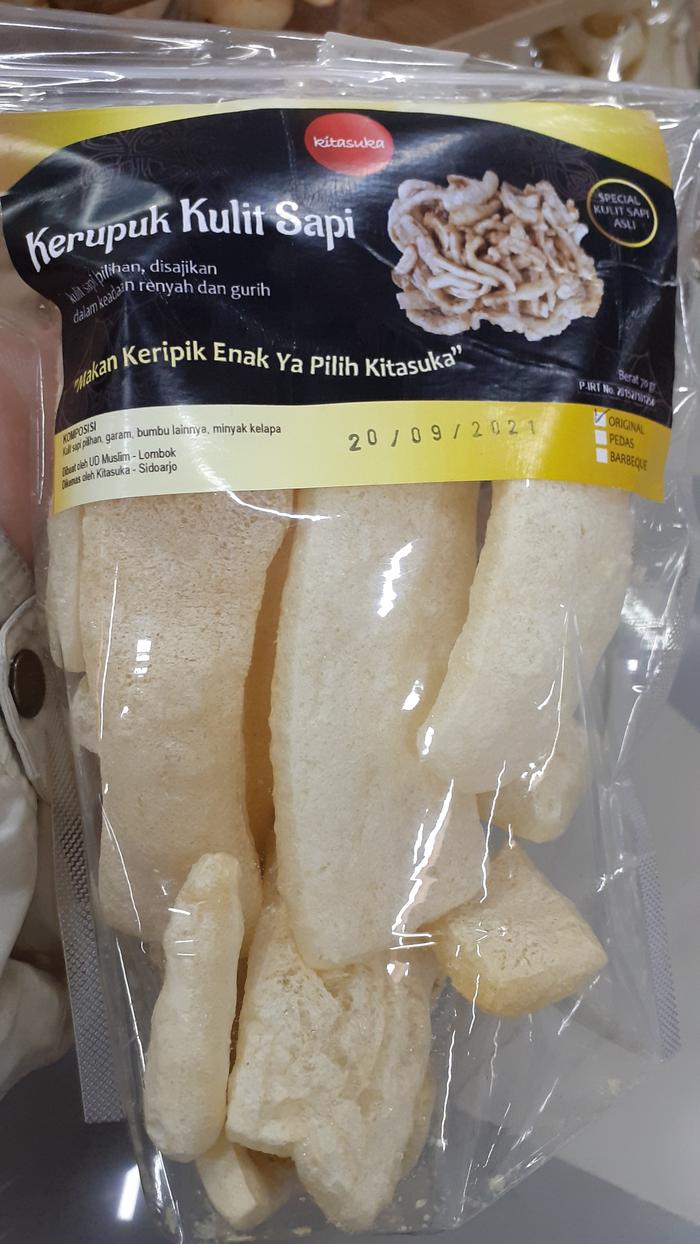 kitasuka
Kerupuk Kulit Sapi
kulit sapi pilihan, disajikan
dalam keadaan renyah dan gurih
SPECIAL
KULIT SAPI
ASLI
"Makan Keripik Enak Ya Pilih Kitasuka"
Berat 70 gr
P.IRT No.
KOMPOSISI
Kulit sapi pilihan, garam, bumbu lainnya, minyak kelapa
Dibuat oleh UD Muslim - Lombok
Dikemas oleh Kitasuka - Sidoarjo
20/09/2021
ORIGINAL
PEDAS
BARBEQUE